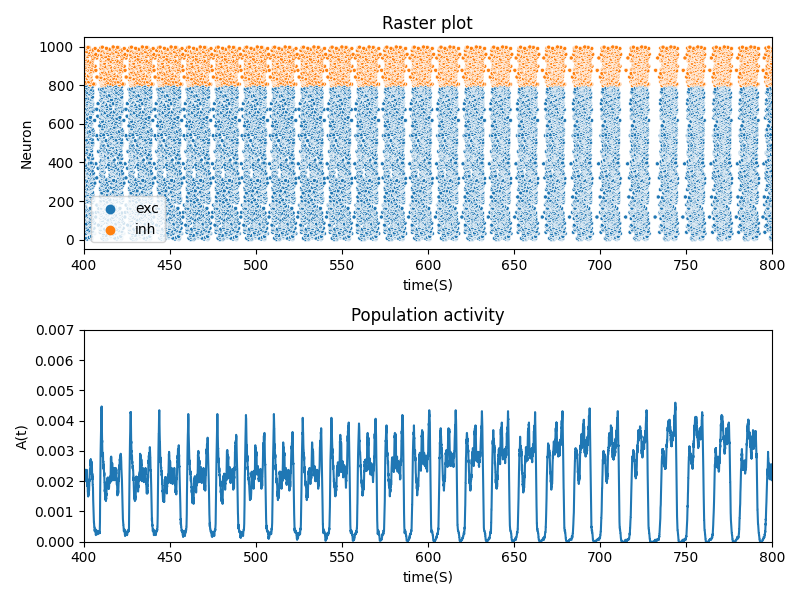 Raster plot
1000
800
600
400
200
0
Neuron
exc
inh
400 450 500 550 600 650 700 750 800
time(S)
Population activity
0.007
0.006
0.005
0.004
0.003
0.002
0.001
0.000
A(t)
400 450 500 550 600 650 700 750 800
time(S)